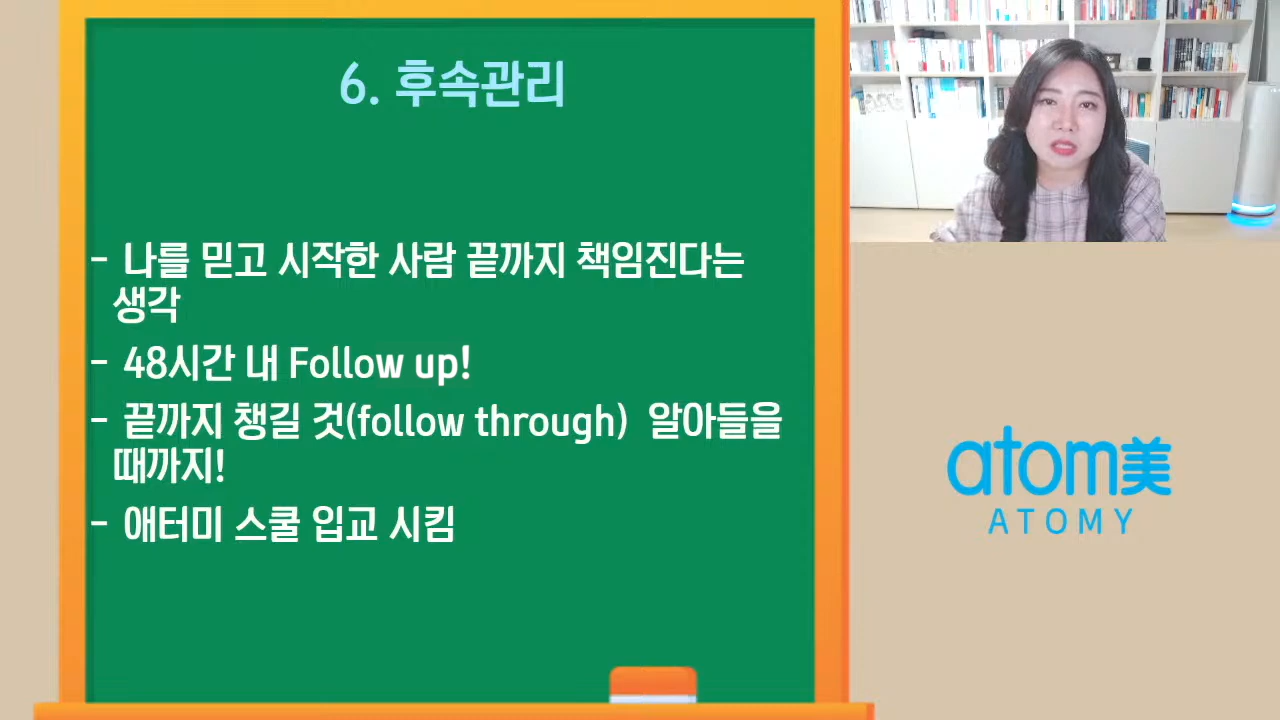 6. 후속관리
- 나를 믿고 시작한 사람 끝까지 책임진다는
생각
- 48시간 내 Follow up!
- 끝까지 챙길 것(follow through) 알아들을
때까지!
- 애터미 스쿨 입교 시킴
atom美
ATOMY